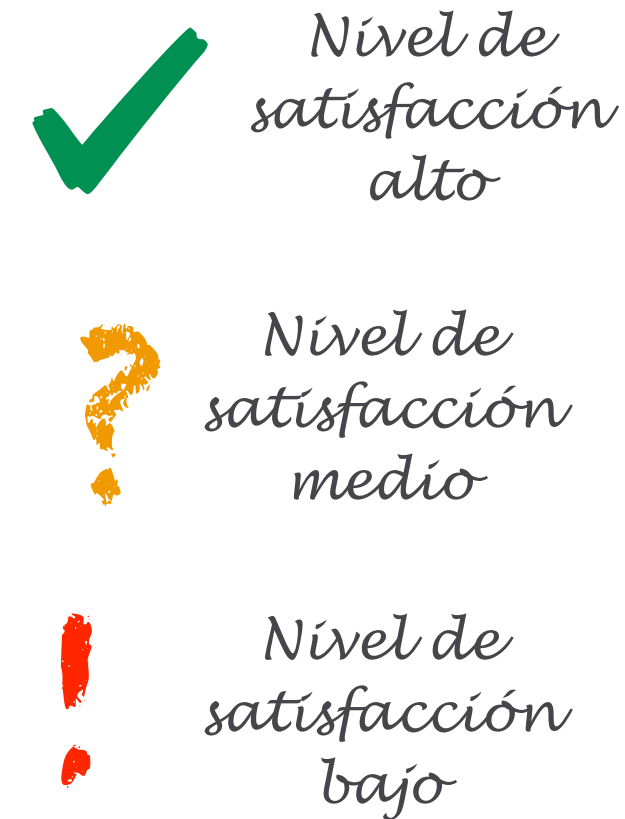 Nivel de
satisfacción
alto
?
Nivel de
satisfacción
medio
!
Nivel de
satisfacción
bajo